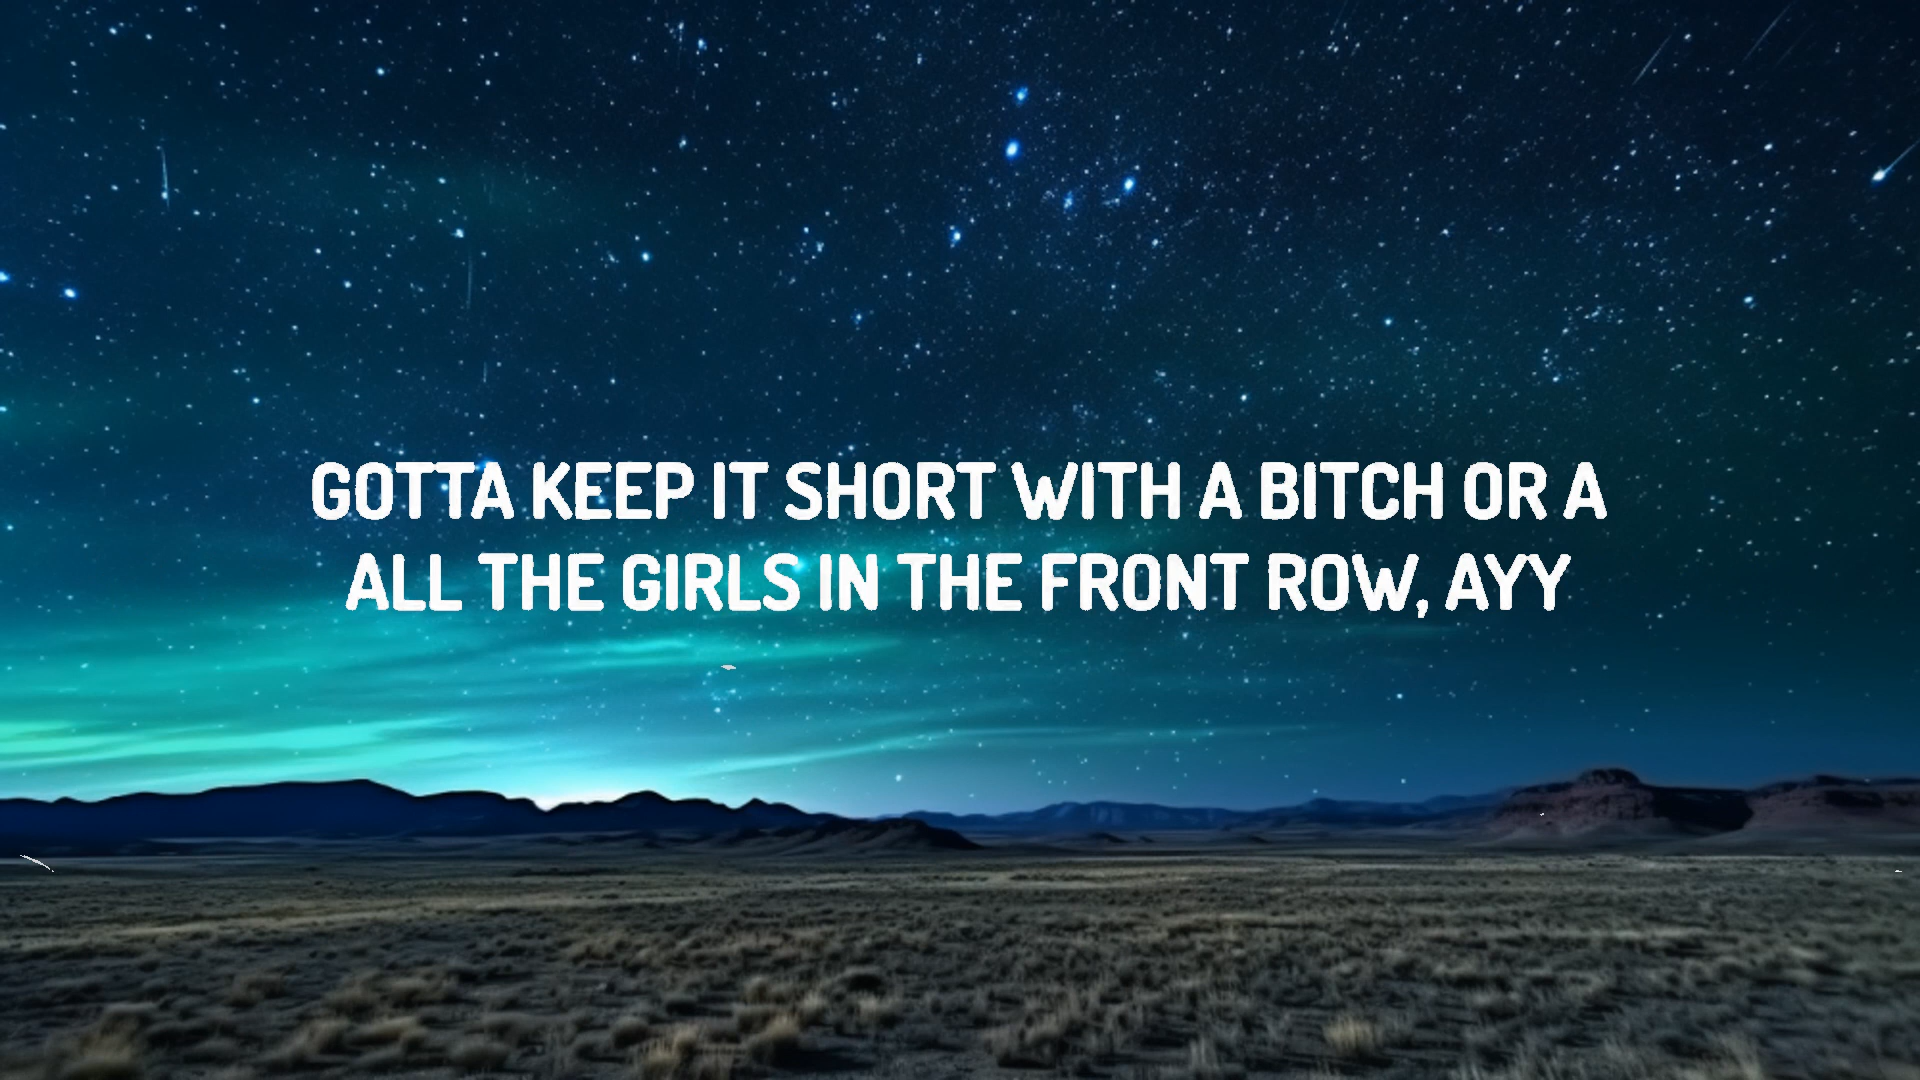 GOTTA KEEP IT SHORT WITH A BITCH OR A
ALL THE GIRLS IN THE FRONT ROW, AYY